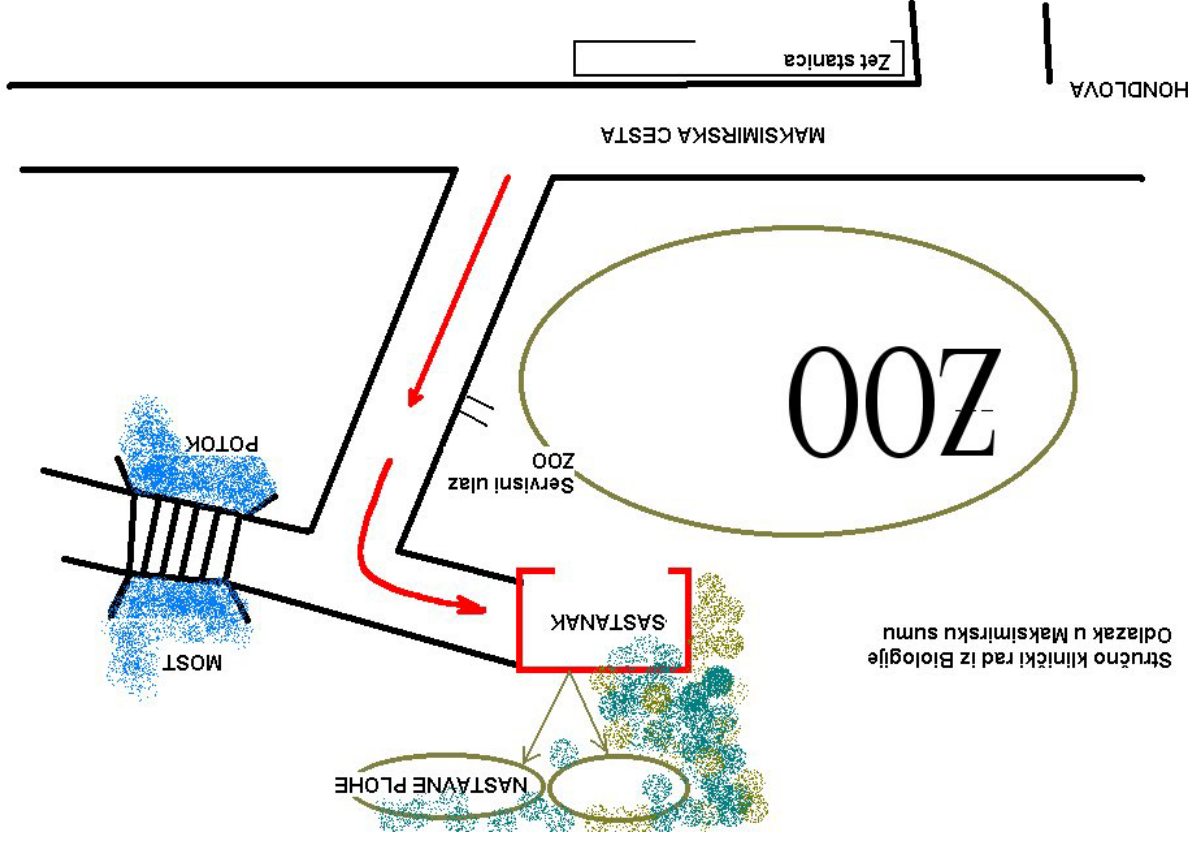 NASTAVNE PLOHE
Stručno klinički rad iz Biologije
Odlazak u Maksimirsku sumu
MOST
SASTANAK
Servisni ulaz
ZOO
POTOK
ZOO
MAKSIMIRSKA CESTA
HONDLOVA
Zet stanica